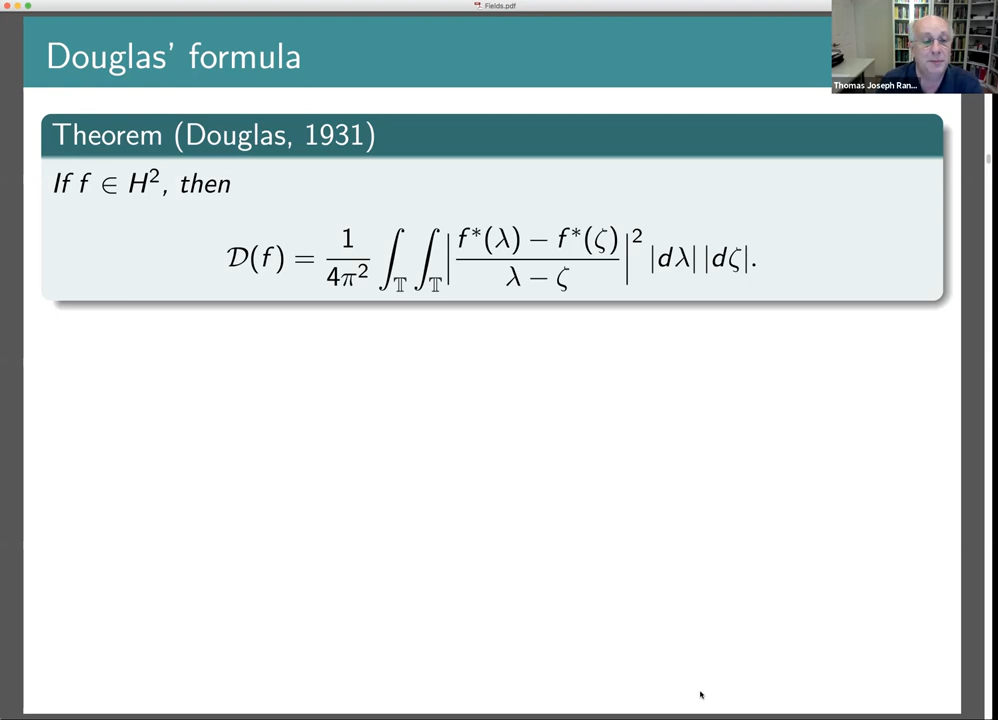 Fields.pdf
Douglas' formula
Thomas Joseph Ran...
Theorem (Douglas, 1931)
If f ∈ H², then
𝒟(f) = 1/4π² ∫_𝕋 ∫_𝕋 |f*(λ) − f*(ζ) / λ − ζ|² |dλ| |dζ|.